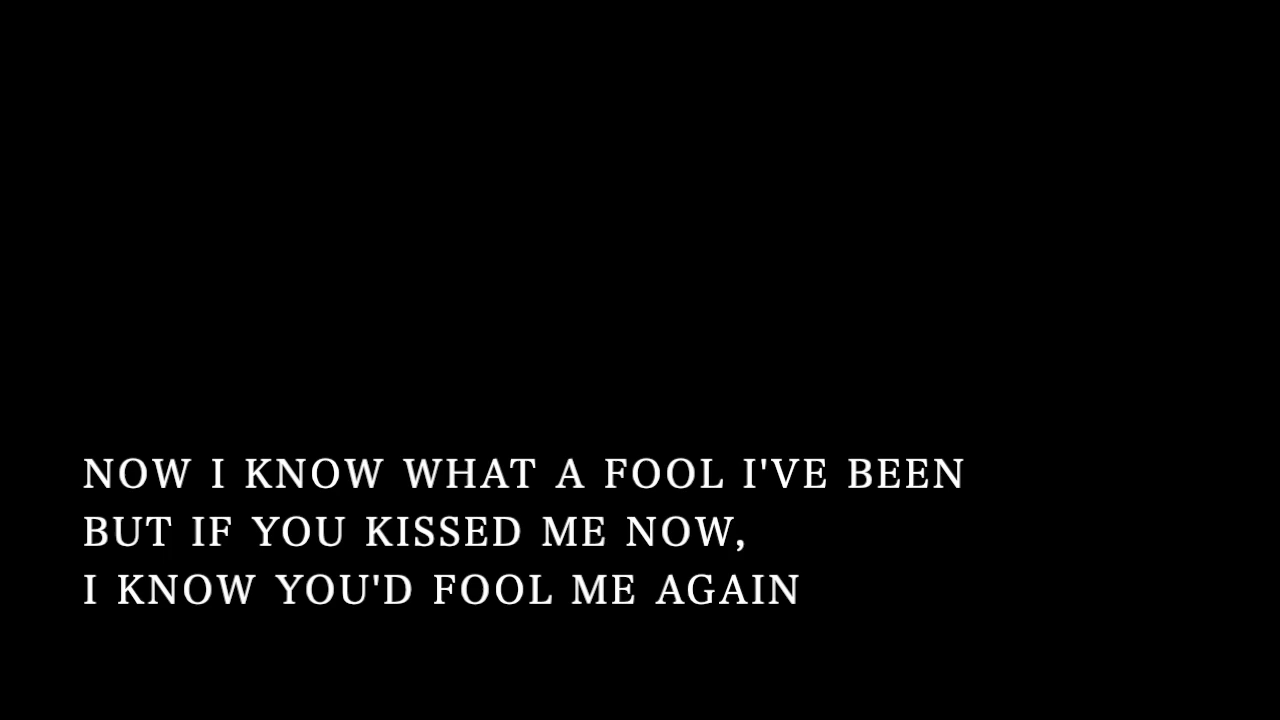 NOW I KNOW WHAT A FOOL I'VE BEEN
BUT IF YOU KISSED ME NOW,
I KNOW YOU'D FOOL ME AGAIN